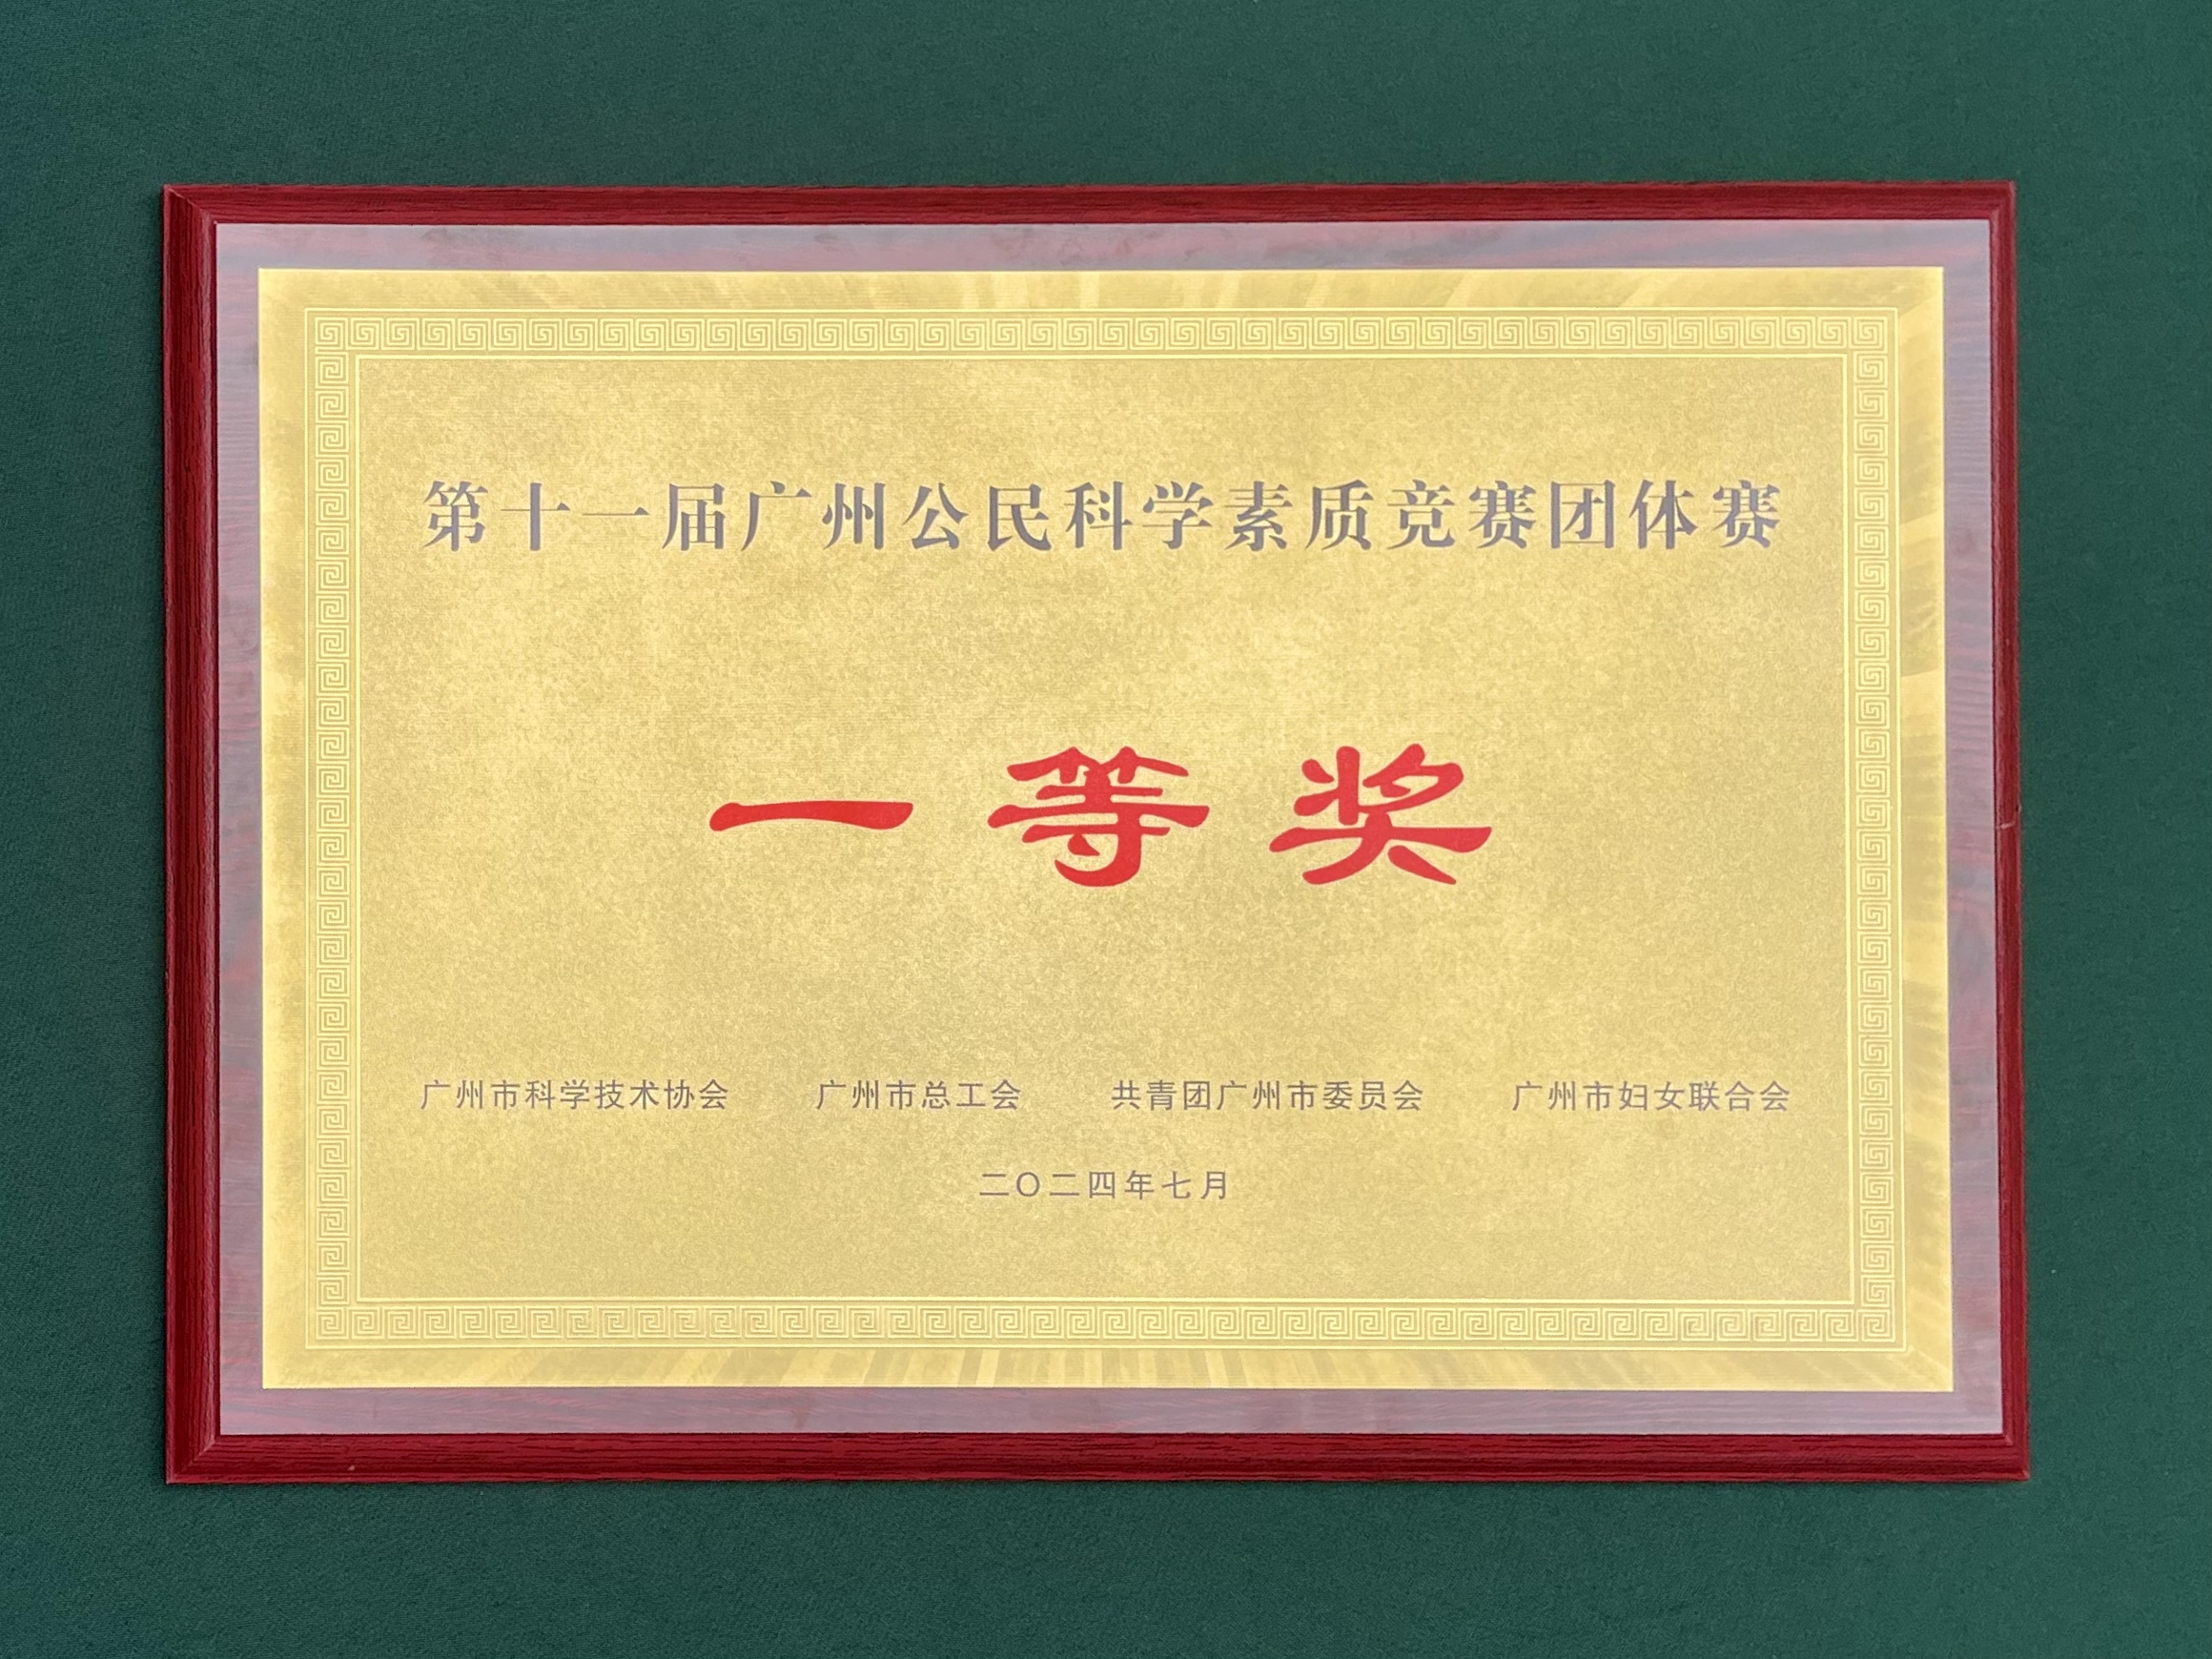 第十一届广州公民科学素质竞赛团体赛
一等奖
广州市科学技术协会 广州市总工会 共青团广州市委员会 广州市妇女联合会
二〇二四年七月